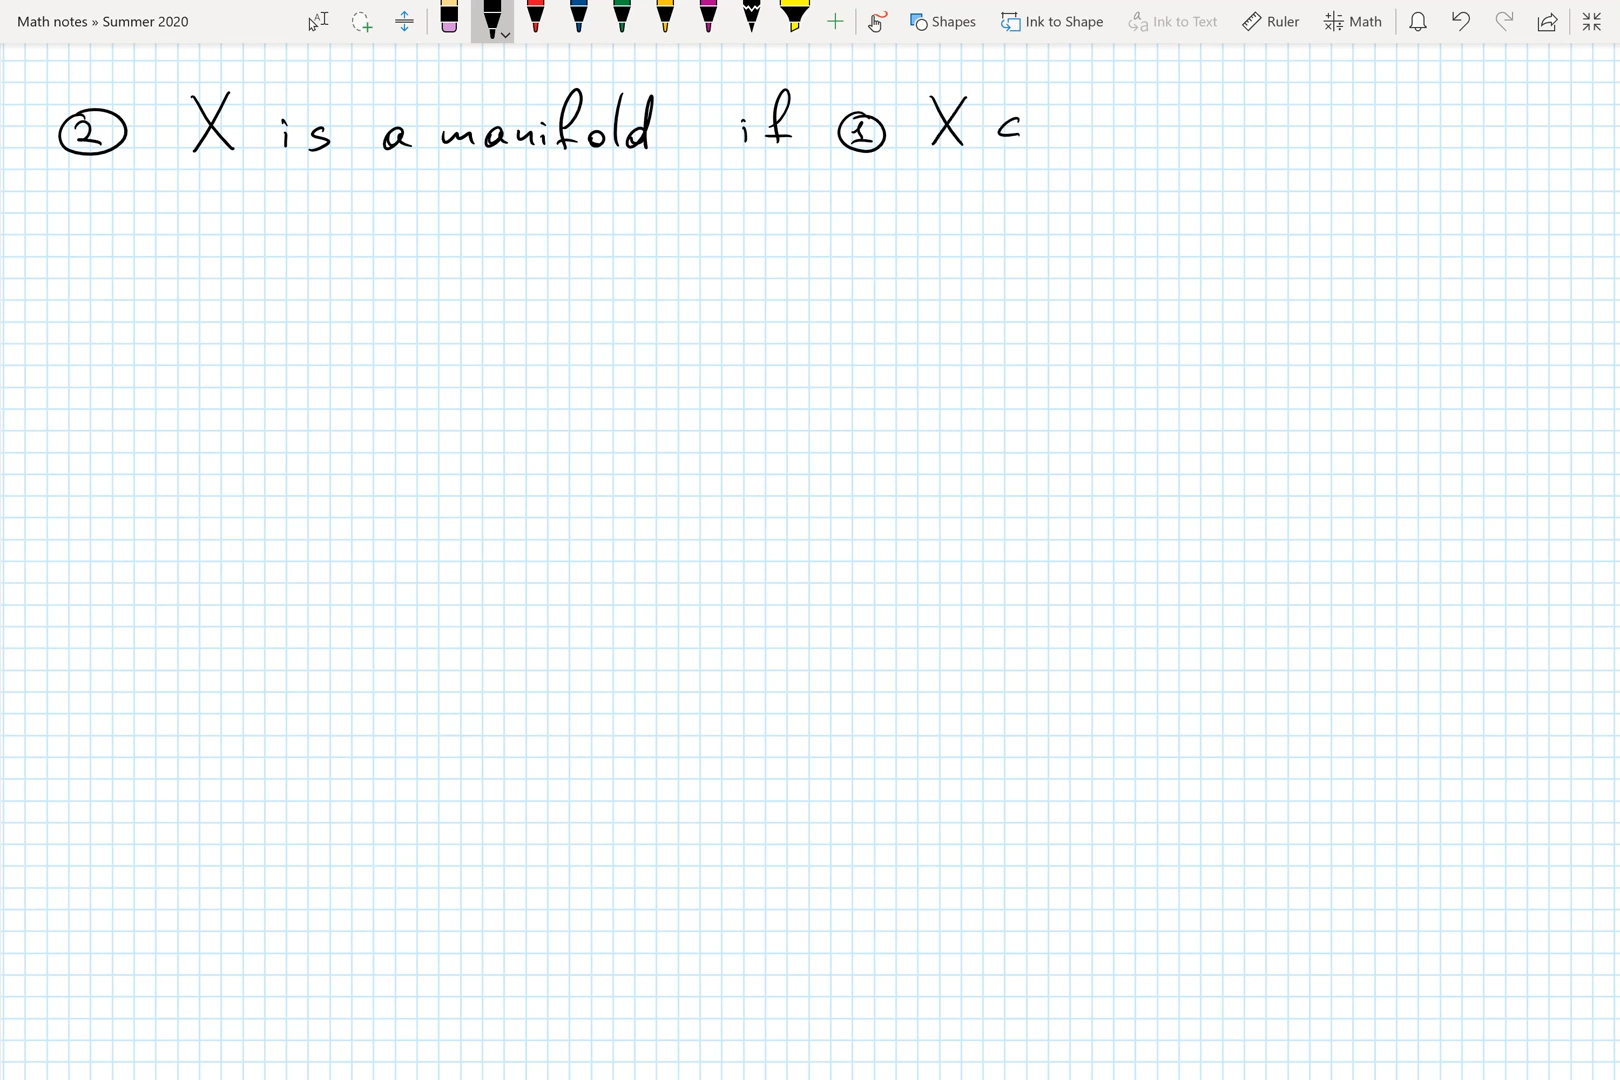 Math notes » Summer 2020 Shapes Ink to Shape Ink to Text Ruler Math
② X is a manifold if ① X c